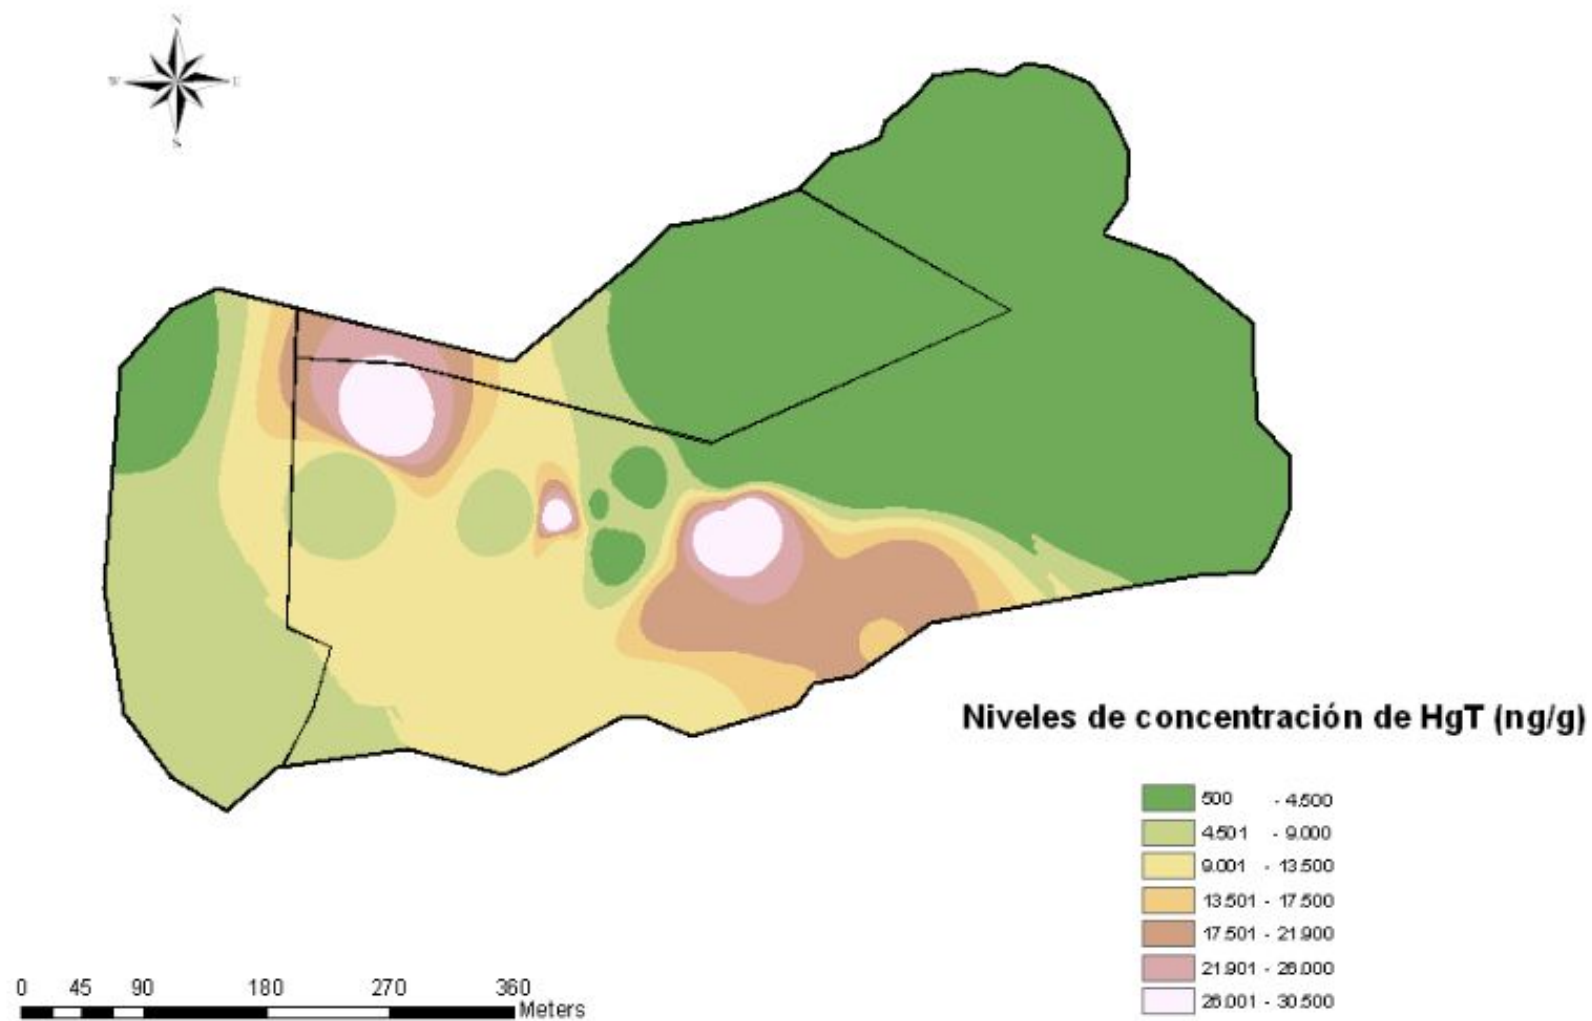 N
W E
S
Niveles de concentración de HgT (ng/g)
500 - 4.500
4.501 - 9.000
9.001 - 13.500
13.501 - 17.500
17.501 - 21.900
21.901 - 26.000
26.001 - 30.500
0 45 90 180 270 360
Meters